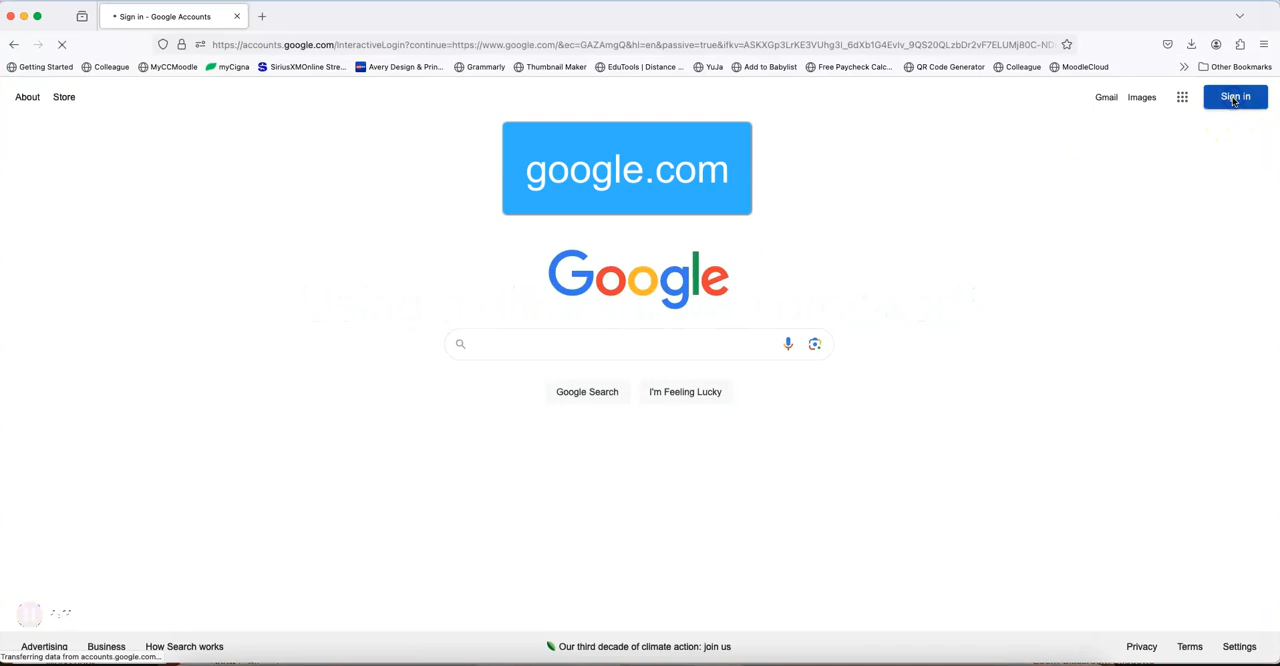 Sign in - Google Accounts
https://accounts.google.com/InteractiveLogin?continue=https://www.google.com/&ec=GAZAmgQ&hl=en&passive=true&ifkv=ASKXGp3LrKE3VUhg3l_6dXb1G4Evlv_9QS20QLzbDr2vF7ELUMj80C-ND
Getting Started Colleague MyCCMoodle myCigna SiriusXMOnline Stre... Avery Design & Prin... Grammarly Thumbnail Maker EduTools | Distance ... YuJa Add to Babylist Free Paycheck Calc... QR Code Generator Colleague MoodleCloud Other Bookmarks
About Store Gmail Images Sign in
google.com
Google
Google Search I'm Feeling Lucky
Advertising Business How Search works Our third decade of climate action: join us Privacy Terms Settings
Transferring data from accounts.google.com...